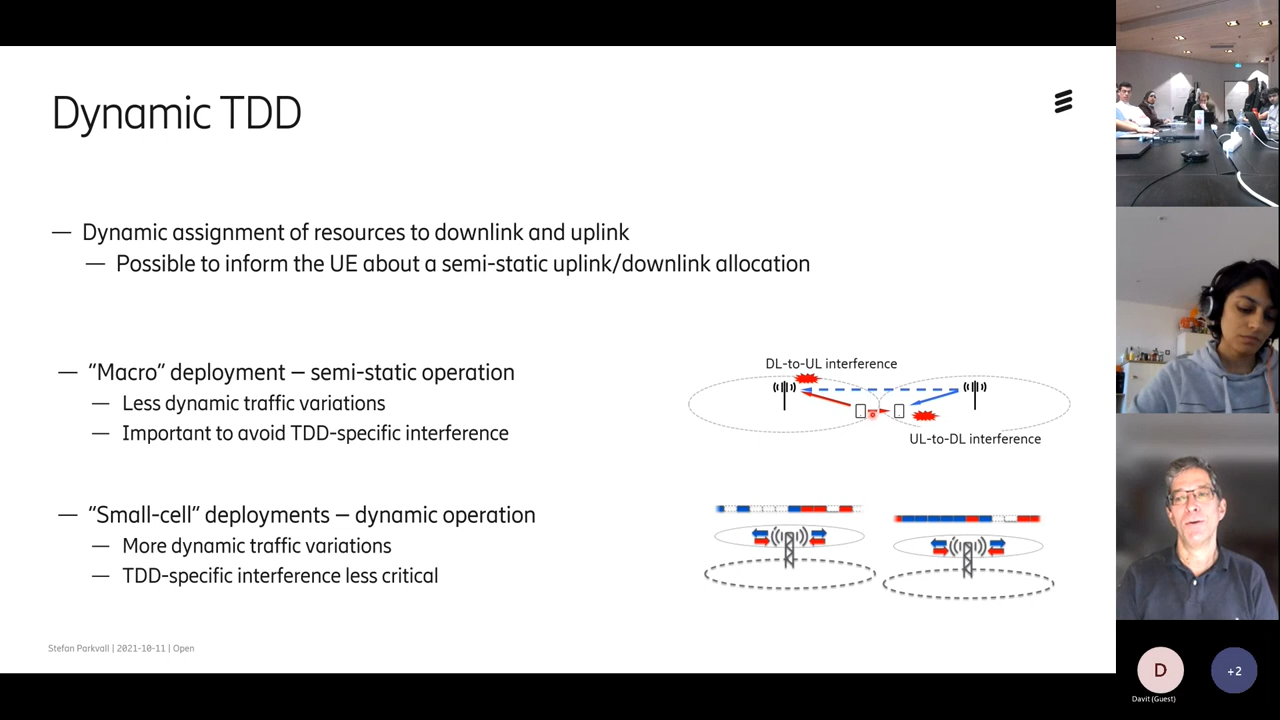 Dynamic TDD
— Dynamic assignment of resources to downlink and uplink
— Possible to inform the UE about a semi-static uplink/downlink allocation
— “Macro” deployment – semi-static operation
— Less dynamic traffic variations
— Important to avoid TDD-specific interference
DL-to-UL interference
UL-to-DL interference
— “Small-cell” deployments – dynamic operation
— More dynamic traffic variations
— TDD-specific interference less critical
Stefan Parkvall | 2021-10-11 | Open
D
+2
Davit (Guest)